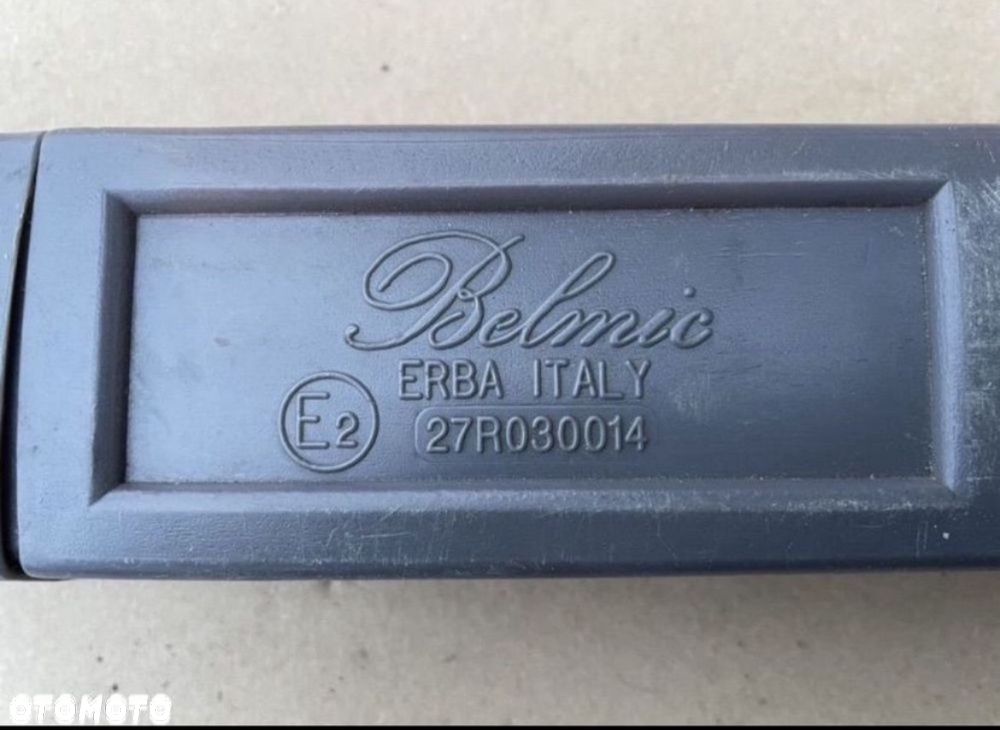 Belmic
ERBA ITALY
E2 27R030014
OTOMOTO